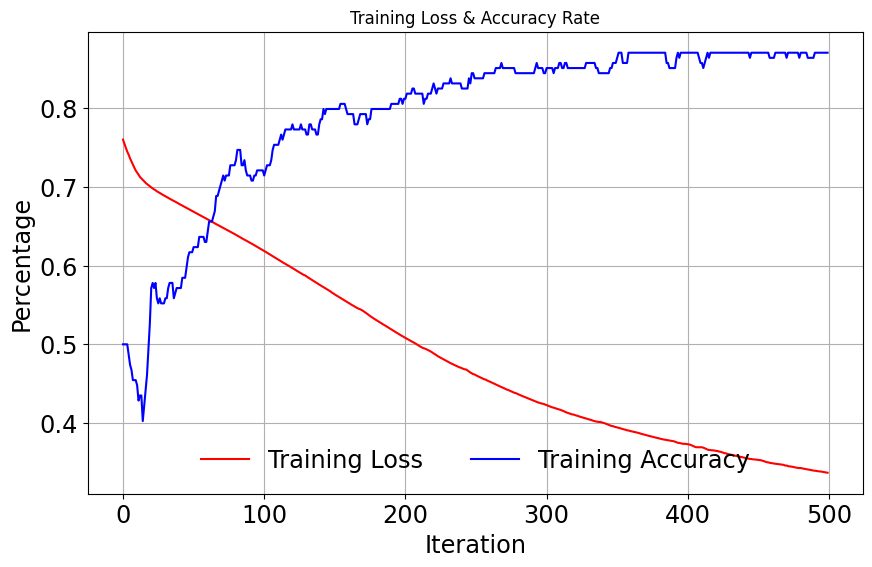 Training Loss & Accuracy Rate
Percentage
0.8
0.7
0.6
0.5
0.4
Training Loss Training Accuracy
0 100 200 300 400 500
Iteration